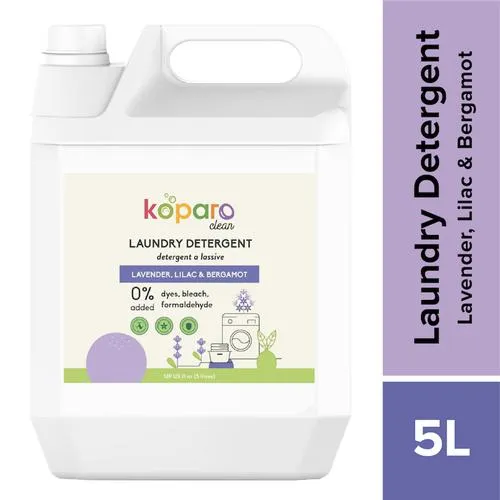 koparo
clean
LAUNDRY DETERGENT
detergent a lassive
LAVENDER, LILAC & BERGAMOT
0%
added
dyes, bleach,
formaldehyde
Laundry Detergent
Lavender, Lilac & Bergamot
5L